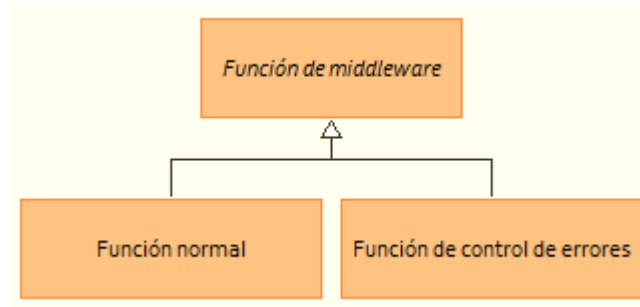 Función de middleware
Función normal
Función de control de errores